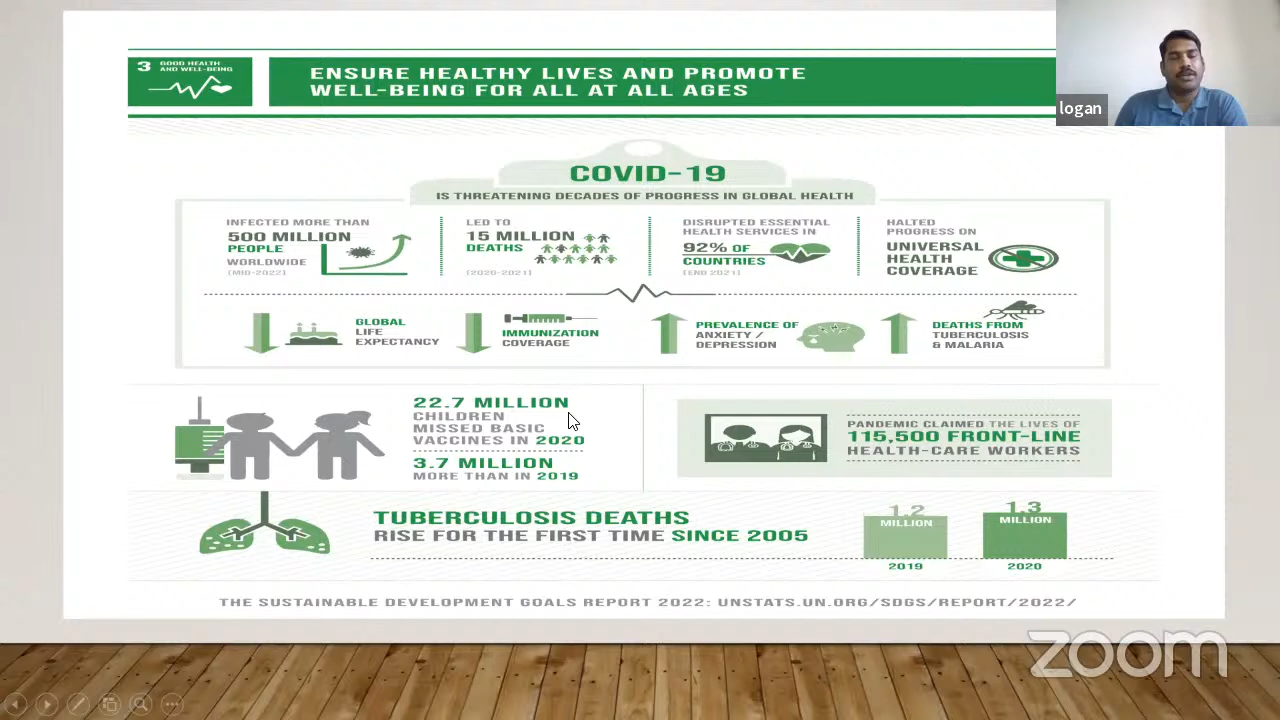 3 GOOD HEALTH
AND WELL-BEING
ENSURE HEALTHY LIVES AND PROMOTE
WELL-BEING FOR ALL AT ALL AGES
logan
COVID-19
IS THREATENING DECADES OF PROGRESS IN GLOBAL HEALTH
INFECTED MORE THAN
500 MILLION
PEOPLE
WORLDWIDE
(MID-2022)
LED TO
15 MILLION
DEATHS
(2020-2021)
DISRUPTED ESSENTIAL
HEALTH SERVICES IN
92% OF
COUNTRIES
(END 2021)
HALTED
PROGRESS ON
UNIVERSAL
HEALTH
COVERAGE
GLOBAL
LIFE
EXPECTANCY
IMMUNIZATION
COVERAGE
PREVALENCE OF
ANXIETY /
DEPRESSION
DEATHS FROM
TUBERCULOSIS
& MALARIA
22.7 MILLION
CHILDREN
MISSED BASIC
VACCINES IN 2020
3.7 MILLION
MORE THAN IN 2019
PANDEMIC CLAIMED THE LIVES OF
115,500 FRONT-LINE
HEALTH-CARE WORKERS
TUBERCULOSIS DEATHS
RISE FOR THE FIRST TIME SINCE 2005
1.2
MILLION
2019
1.3
MILLION
2020
THE SUSTAINABLE DEVELOPMENT GOALS REPORT 2022: UNSTATS.UN.ORG/SDGS/REPORT/2022/
zoom